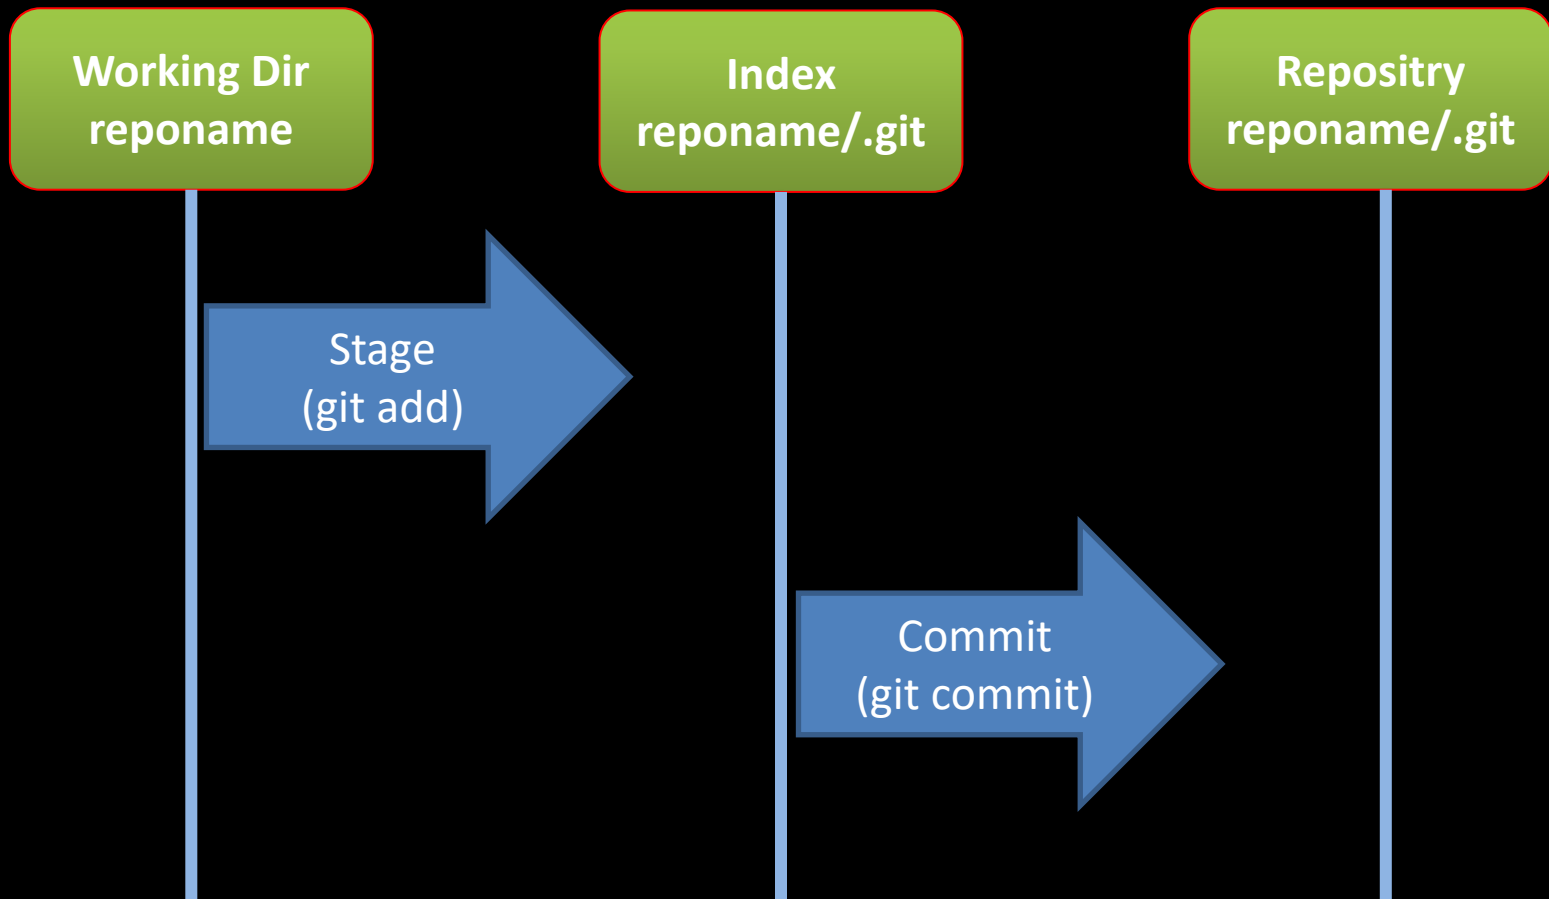 Working Dir
reponame
Index
reponame/.git
Repositry
reponame/.git
Stage
(git add)
Commit
(git commit)